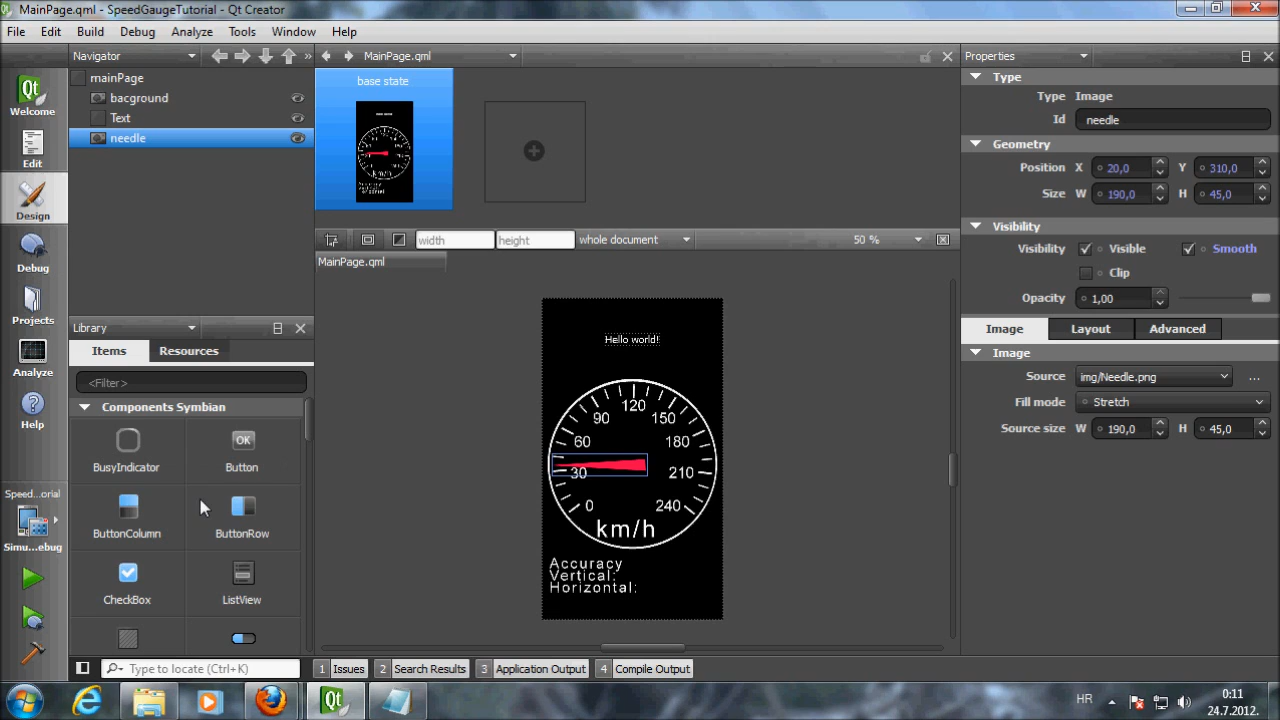 MainPage.qml - SpeedGaugeTutorial - Qt Creator
File Edit Build Debug Analyze Tools Window Help
Navigator
MainPage.qml
Properties
Welcome
Edit
Design
Debug
Projects
Analyze
Help
Speed...orial
Simu...ebug
mainPage
bacground
Text
needle
base state
width height whole document 50 %
MainPage.qml
Hello world!
0
30
60
90
120
150
180
210
240
km/h
Accuracy
Vertical:
Horizontal:
Library
Items Resources
<Filter>
Components Symbian
BusyIndicator OK Button
ButtonColumn ButtonRow
CheckBox ListView
Type
Type Image
Id needle
Geometry
Position X 20,0 Y 310,0
Size W 190,0 H 45,0
Visibility
Visibility Visible Smooth
Clip
Opacity 1,00
Image Layout Advanced
Image
Source img/Needle.png ...
Fill mode Stretch
Source size W 190,0 H 45,0
Type to locate (Ctrl+K) 1 Issues 2 Search Results 3 Application Output 4 Compile Output
HR 0:11
24.7.2012.